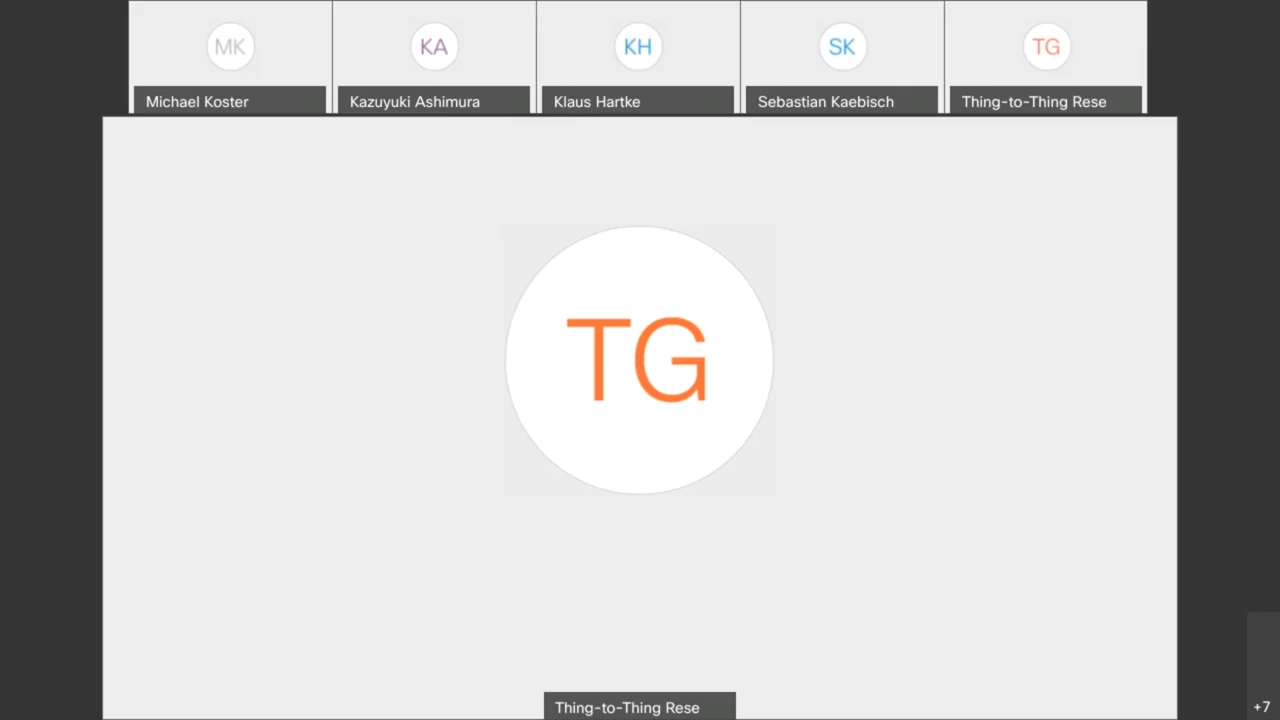 MK
KA
KH
SK
TG
Michael Koster
Kazuyuki Ashimura
Klaus Hartke
Sebastian Kaebisch
Thing-to-Thing Rese
TG
Thing-to-Thing Rese
+7